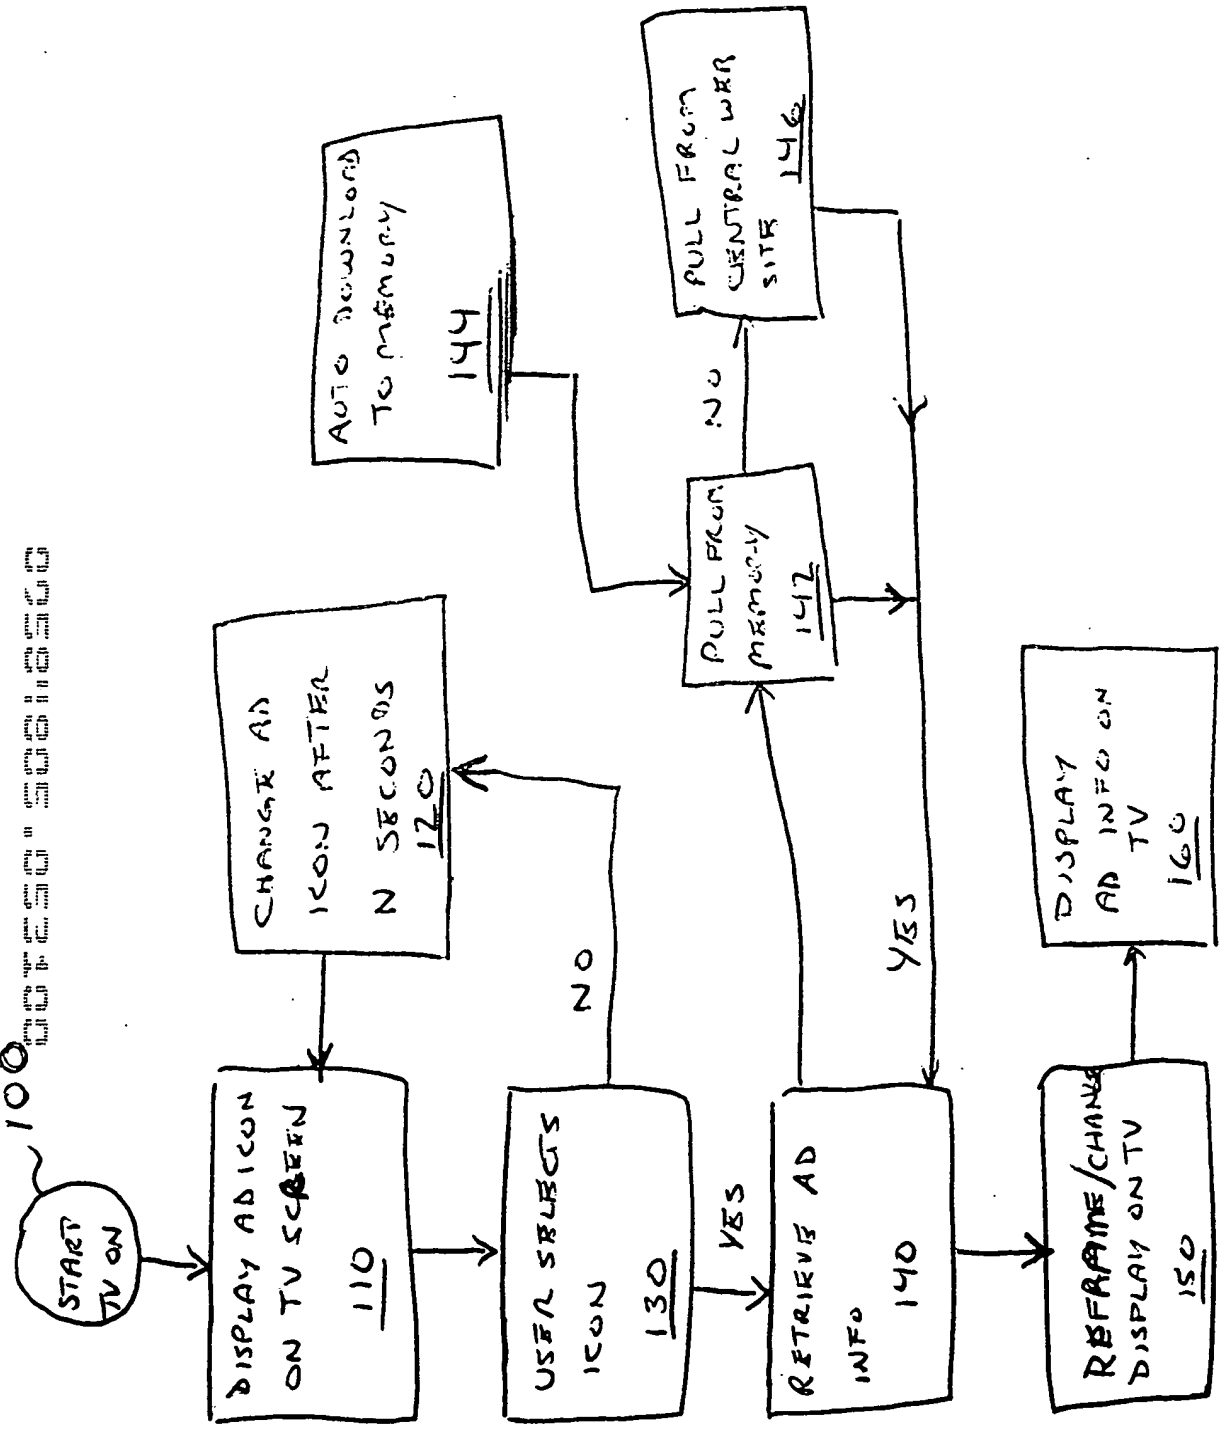 100
START
TV ON
DISPLAY AD ICON
ON TV SCREEN
110
CHANGE AD
ICON AFTER
N SECONDS
120
USER SELECTS
ICON
130
NO
YES
RETRIEVE AD
INFO
140
AUTO DOWNLOAD
TO MEMORY
144
PULL FROM
MEMORY
142
NO
PULL FROM
CENTRAL WEB
SITE
146
YES
REFRAME/CHANGE
DISPLAY ON TV
150
DISPLAY
AD INFO ON
TV
160